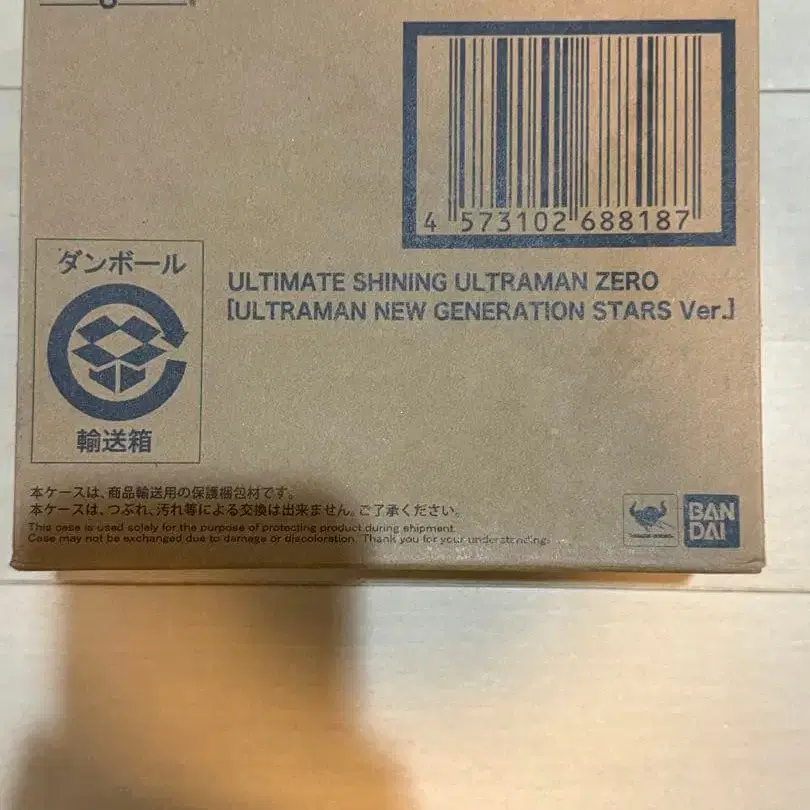 4 573102 688187
ULTIMATE SHINING ULTRAMAN ZERO
[ULTRAMAN NEW GENERATION STARS Ver.]
ダンボール
輸送箱
本ケースは、商品輸送用の保護梱包材です。
本ケースは、つぶれ、汚れ等による交換は出来ません。ご了承ください。
This case is used solely for the purpose of protecting product during shipment.
Case may not be exchanged due to damage or discoloration. Thank you for your understanding.
BAN
DAI